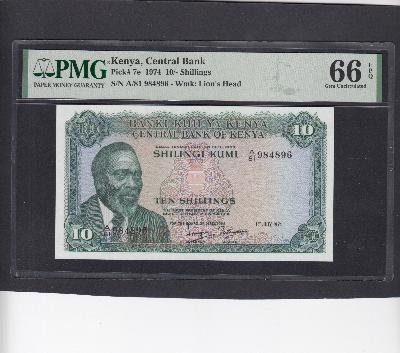 PMG
PAPER MONEY GUARANTY
Kenya, Central Bank
Pick# 7e 1974 10/- Shillings
S/N A/81 984896 - Wmk: Lion's Head
66 EPQ
Gem Uncirculated
BANKI KUU YA KENYA
CENTRAL BANK OF KENYA
10
10
SHILINGI KUMI
A/81 984896
TEN SHILLINGS
A/81 984896
10
10